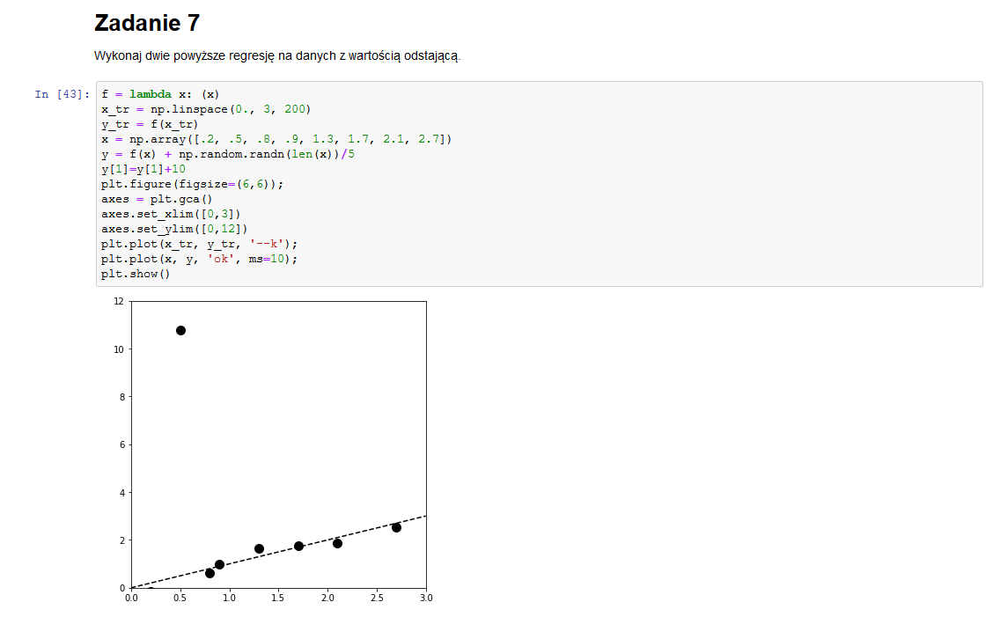 Zadanie 7
Wykonaj dwie powyższe regresję na danych z wartością odstającą.
In [43]: f = lambda x: (x)
x_tr = np.linspace(0., 3, 200)
y_tr = f(x_tr)
x = np.array([.2, .5, .8, .9, 1.3, 1.7, 2.1, 2.7])
y = f(x) + np.random.randn(len(x))/5
y[1]=y[1]+10
plt.figure(figsize=(6,6));
axes = plt.gca()
axes.set_xlim([0,3])
axes.set_ylim([0,12])
plt.plot(x_tr, y_tr, '--k');
plt.plot(x, y, 'ok', ms=10);
plt.show()
12
10
8
6
4
2
0
0.0 0.5 1.0 1.5 2.0 2.5 3.0